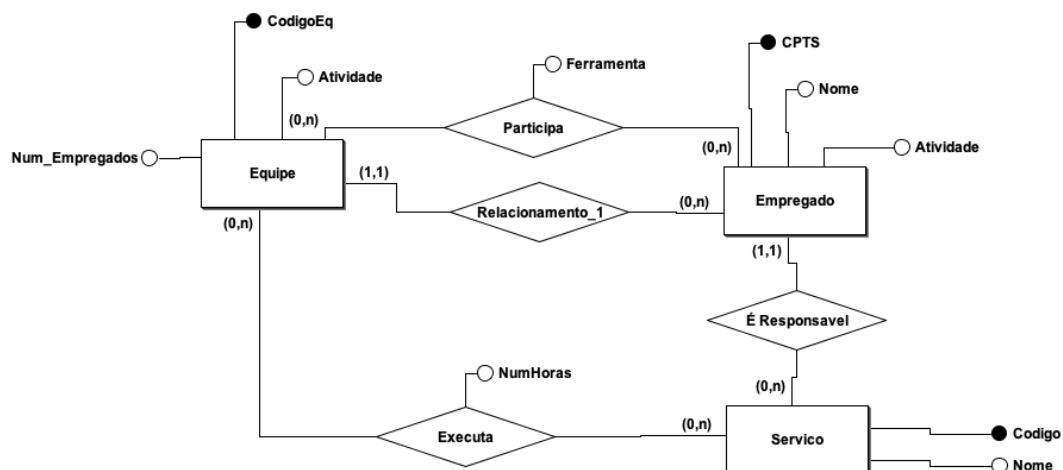 CodigoEq
CPTS
Ferramenta
Atividade
Nome
(0,n)
Participa
Num_Empregados
(0,n)
Atividade
Equipe
(1,1)
(0,n)
Empregado
Relacionamento_1
(0,n)
(1,1)
É Responsavel
NumHoras
(0,n)
(0,n)
Executa
Servico
Codigo
Nome